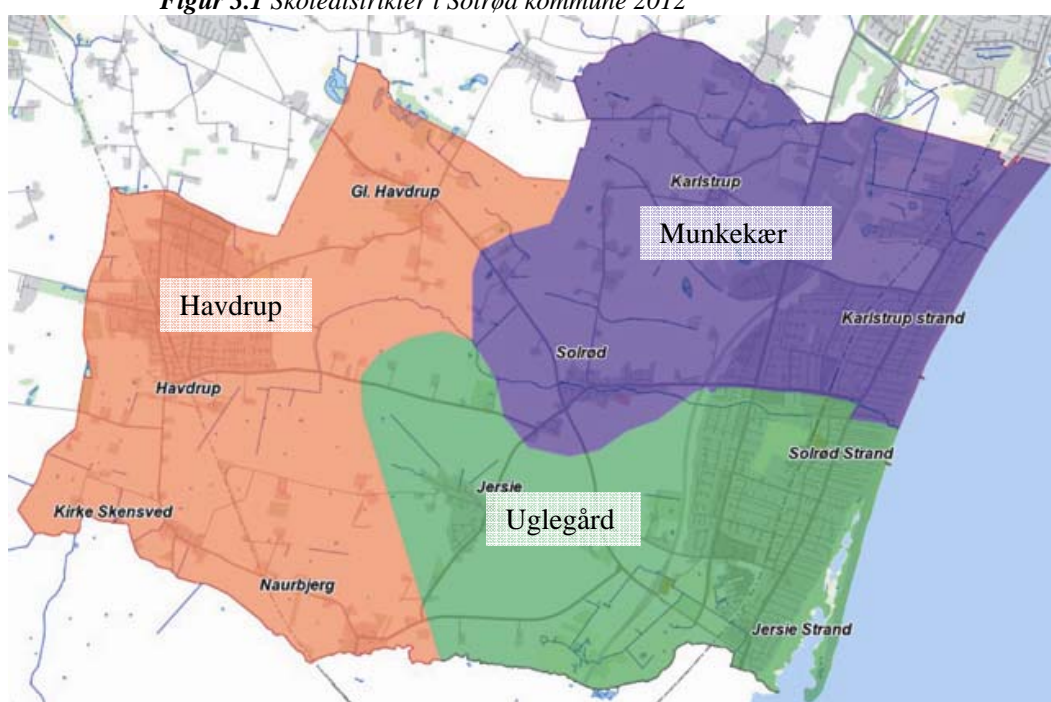 Figur 3.1 Skoledistrikter i Solrød kommune 2012
Karlstrup
Gl. Havdrup
Munkekær
Havdrup
Karlstrup strand
Solrød
Havdrup
Solrød Strand
Jersie
Kirke Skensved
Uglegård
Naurbjerg
Jersie Strand